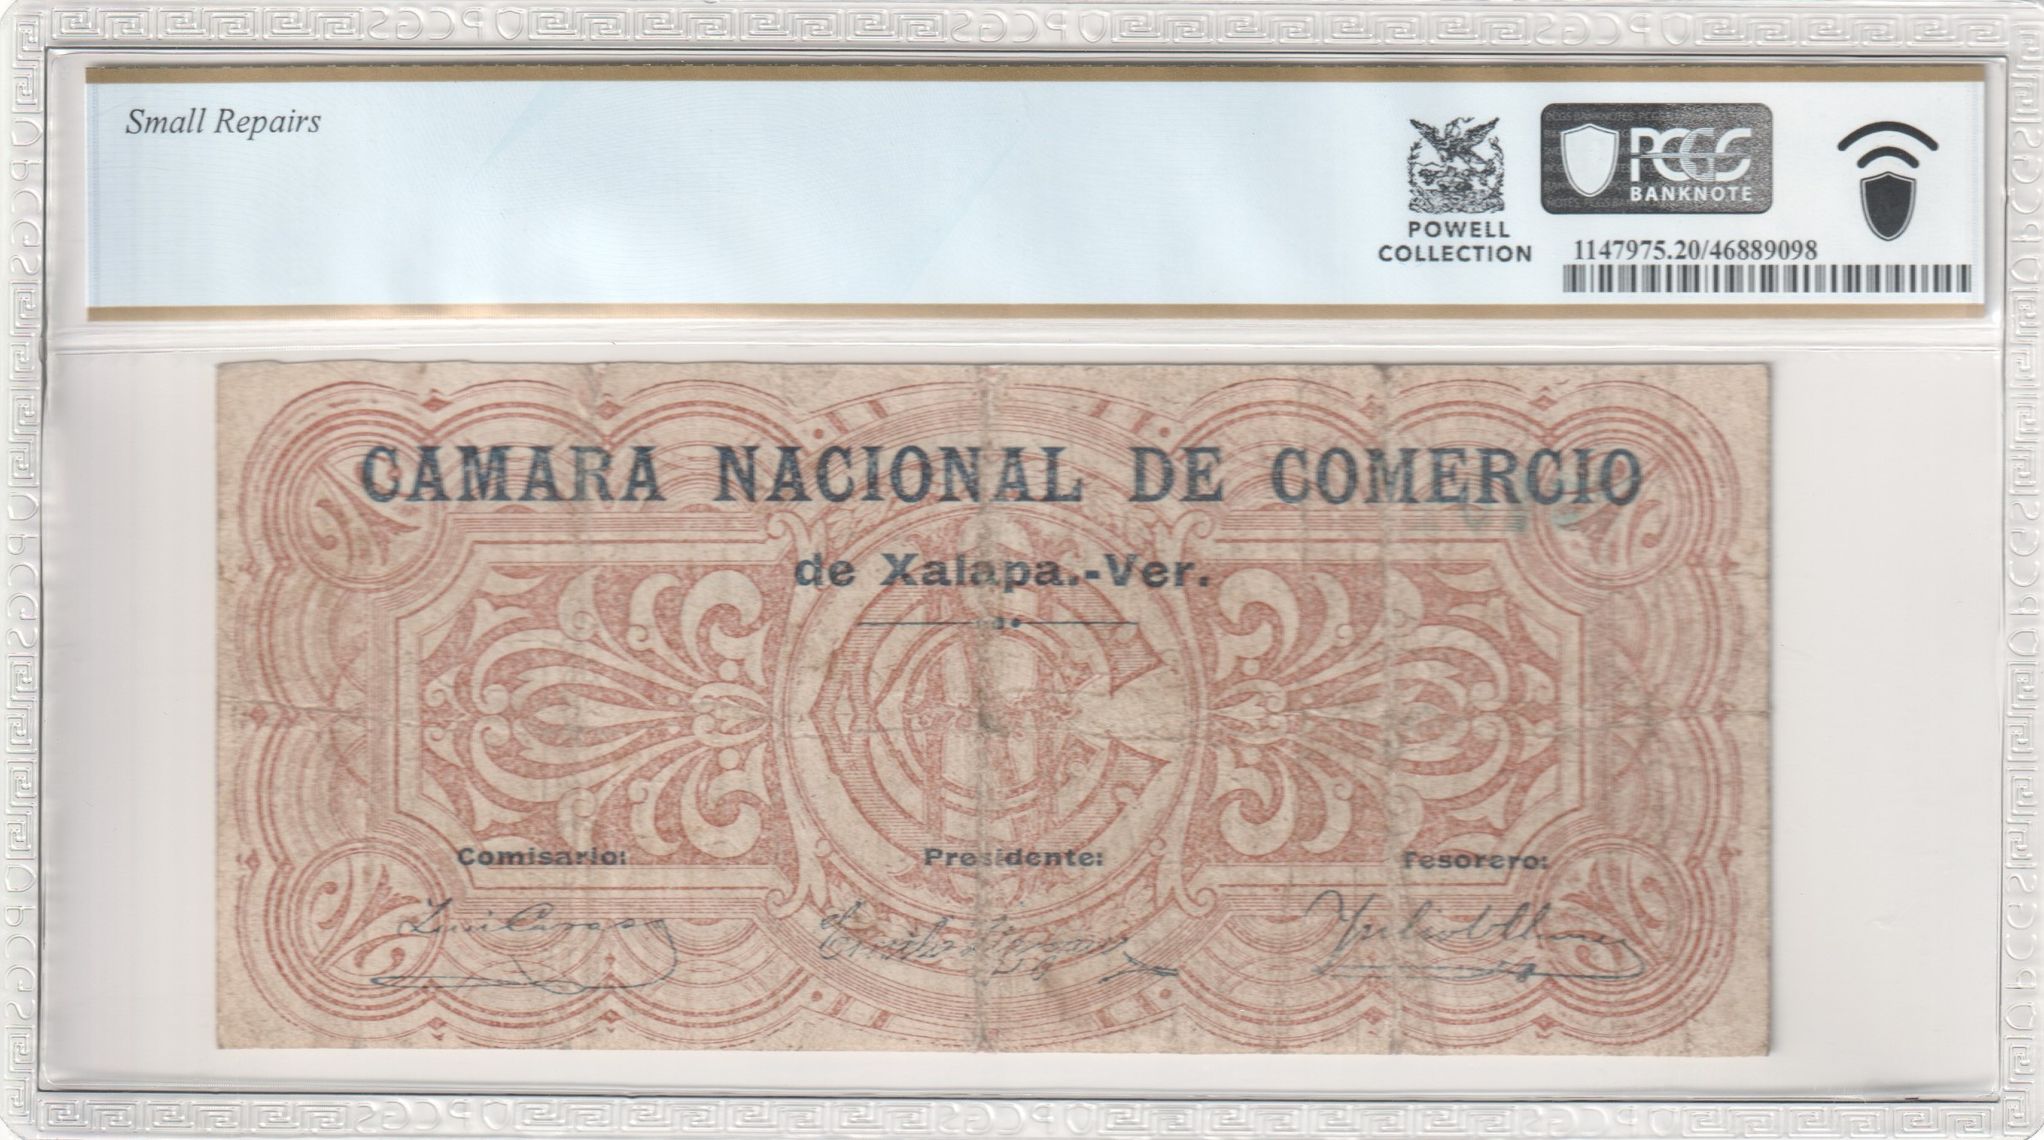 Small Repairs
POWELL
COLLECTION
PCGS
BANKNOTE
1147975.20/46889098
CAMARA NACIONAL DE COMERCIO
de Xalapa.-Ver.
Comisario:
Presidente:
Tesorero: